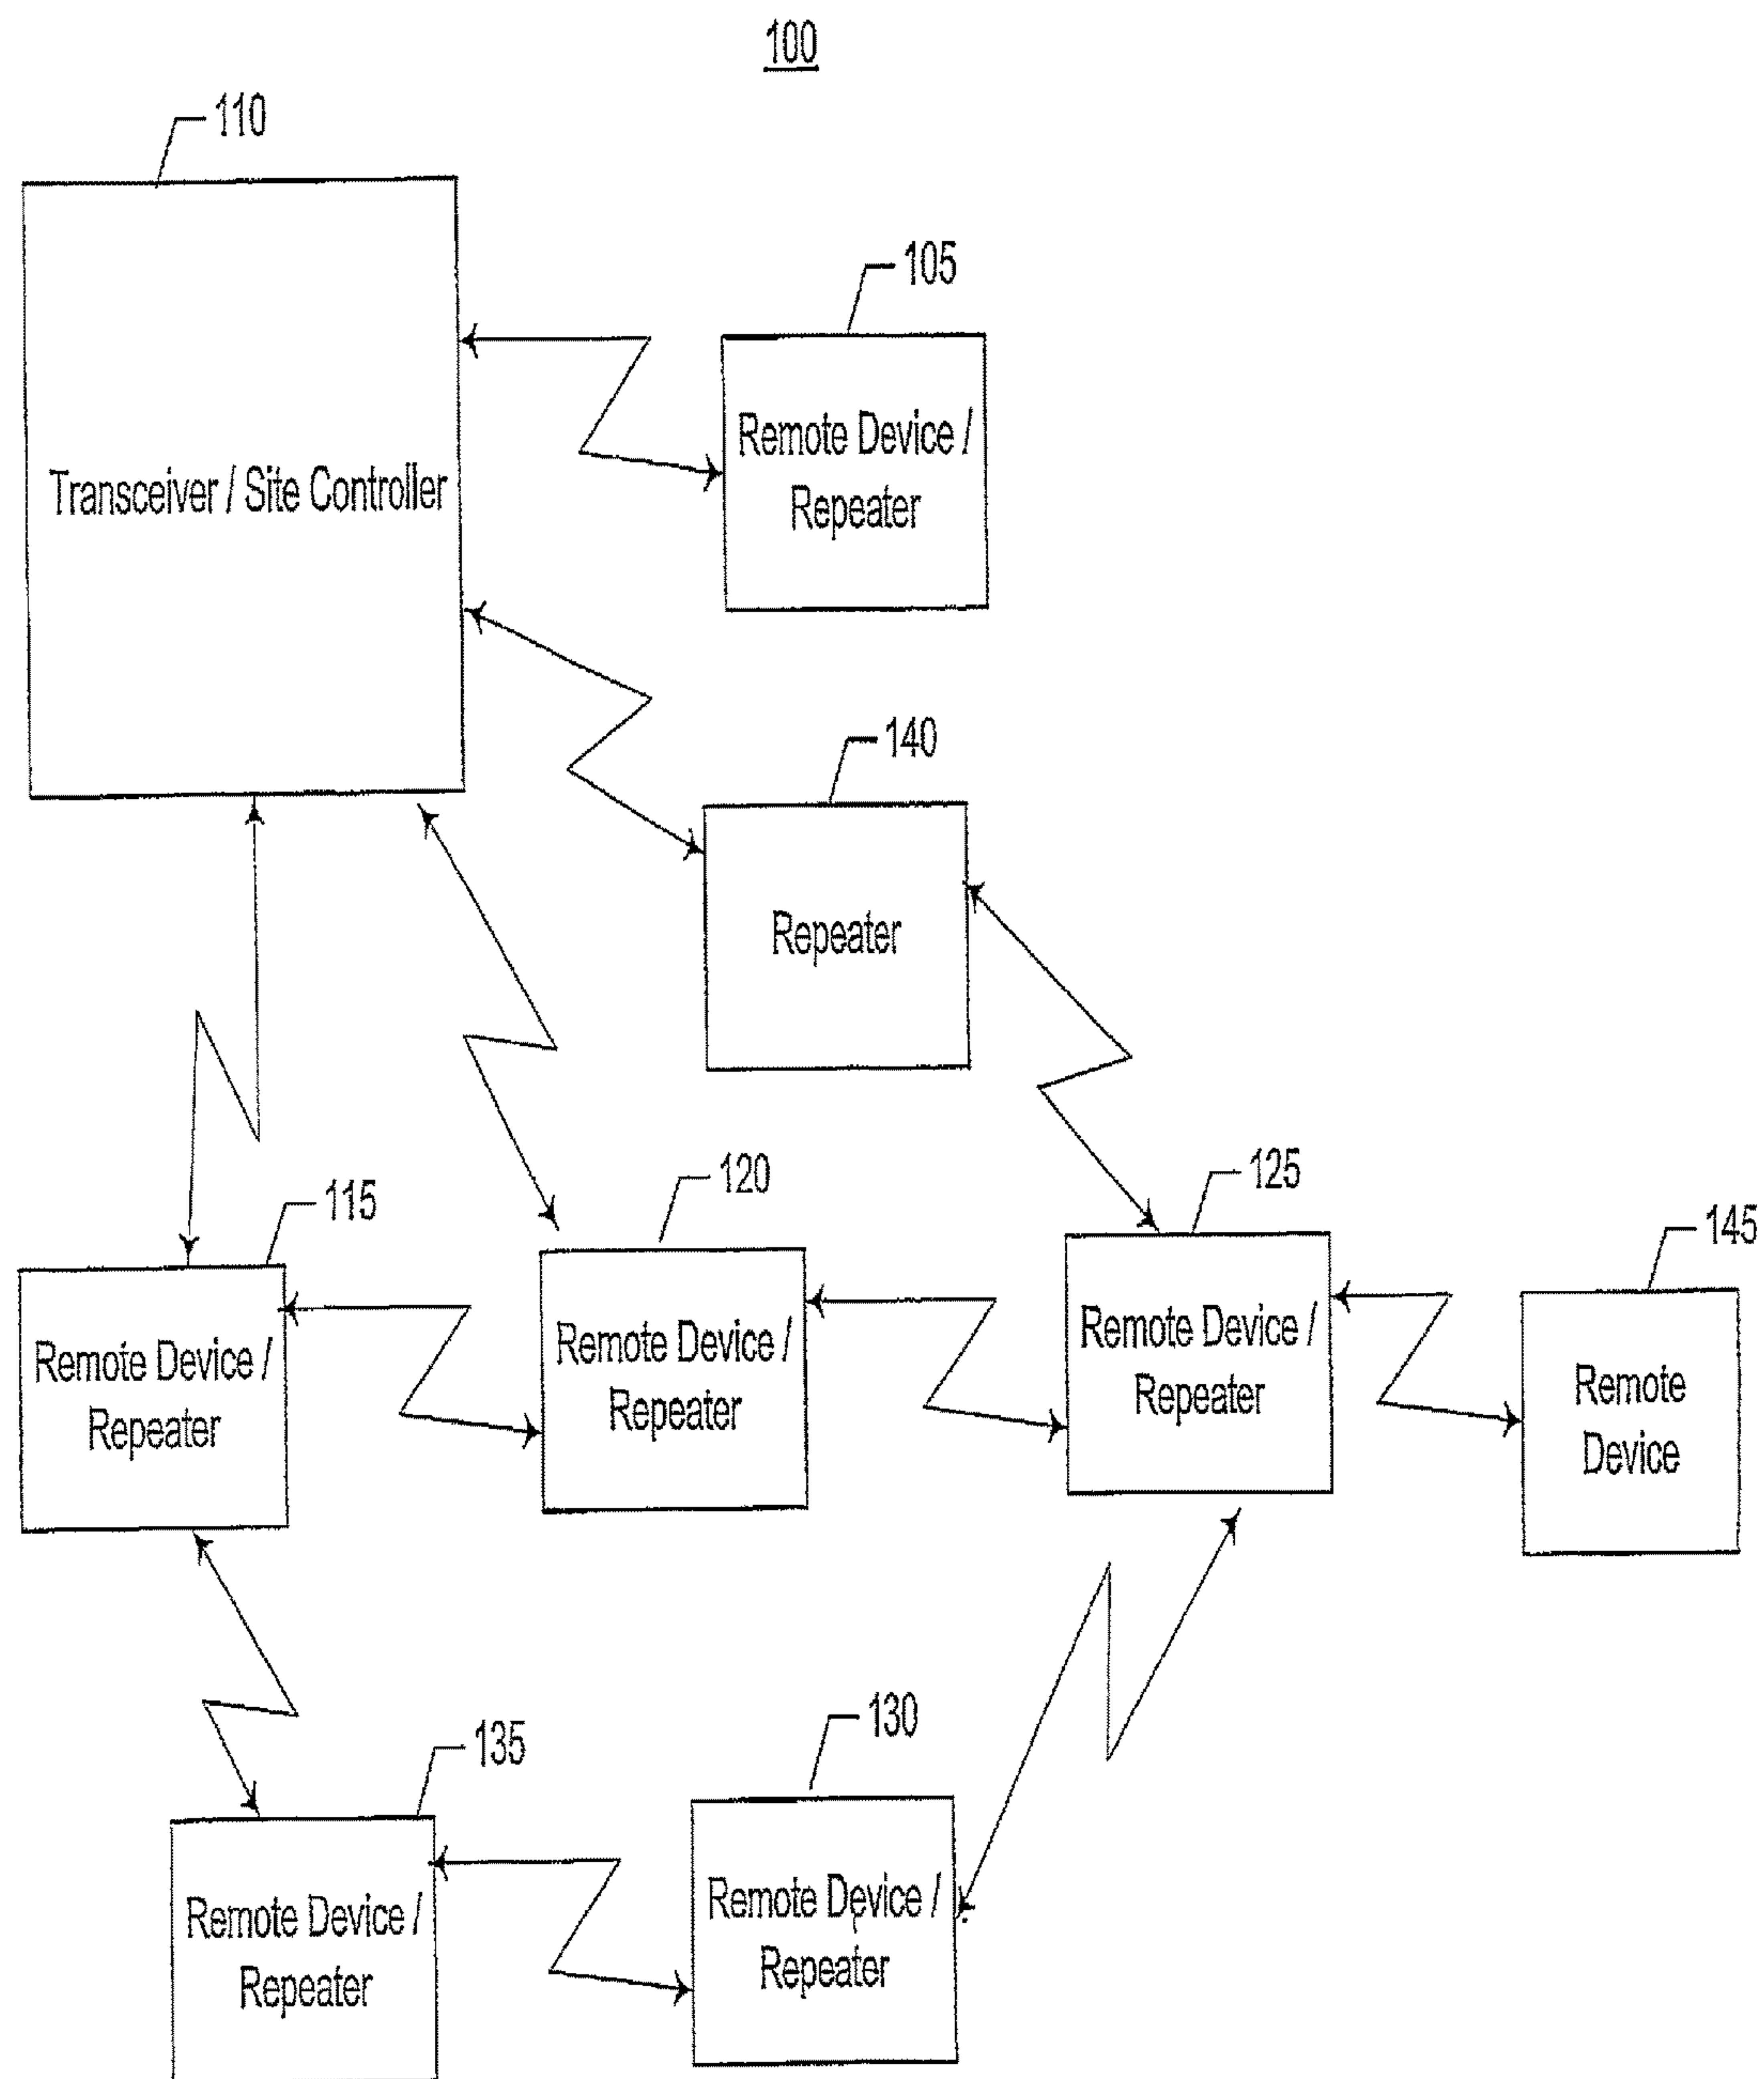 100
110
105
Remote Device /
Repeater
Transceiver / Site Controller
140
Repeater
120
125
115
145
Remote Device /
Repeater
Remote Device /
Repeater
Remote Device /
Repeater
Remote
Device
135
130
Remote Device /
Repeater
Remote Device /
Repeater